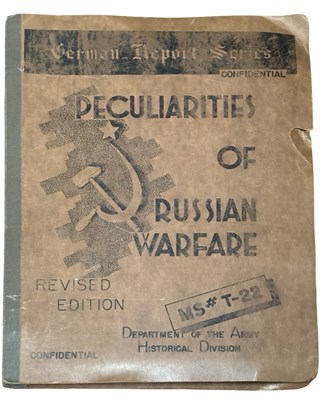 German Report Series
CONFIDENTIAL
PECULIARITIES
OF
RUSSIAN
WARFARE
REVISED
EDITION
MS# T-22
DEPARTMENT OF THE ARMY
HISTORICAL DIVISION
CONFIDENTIAL